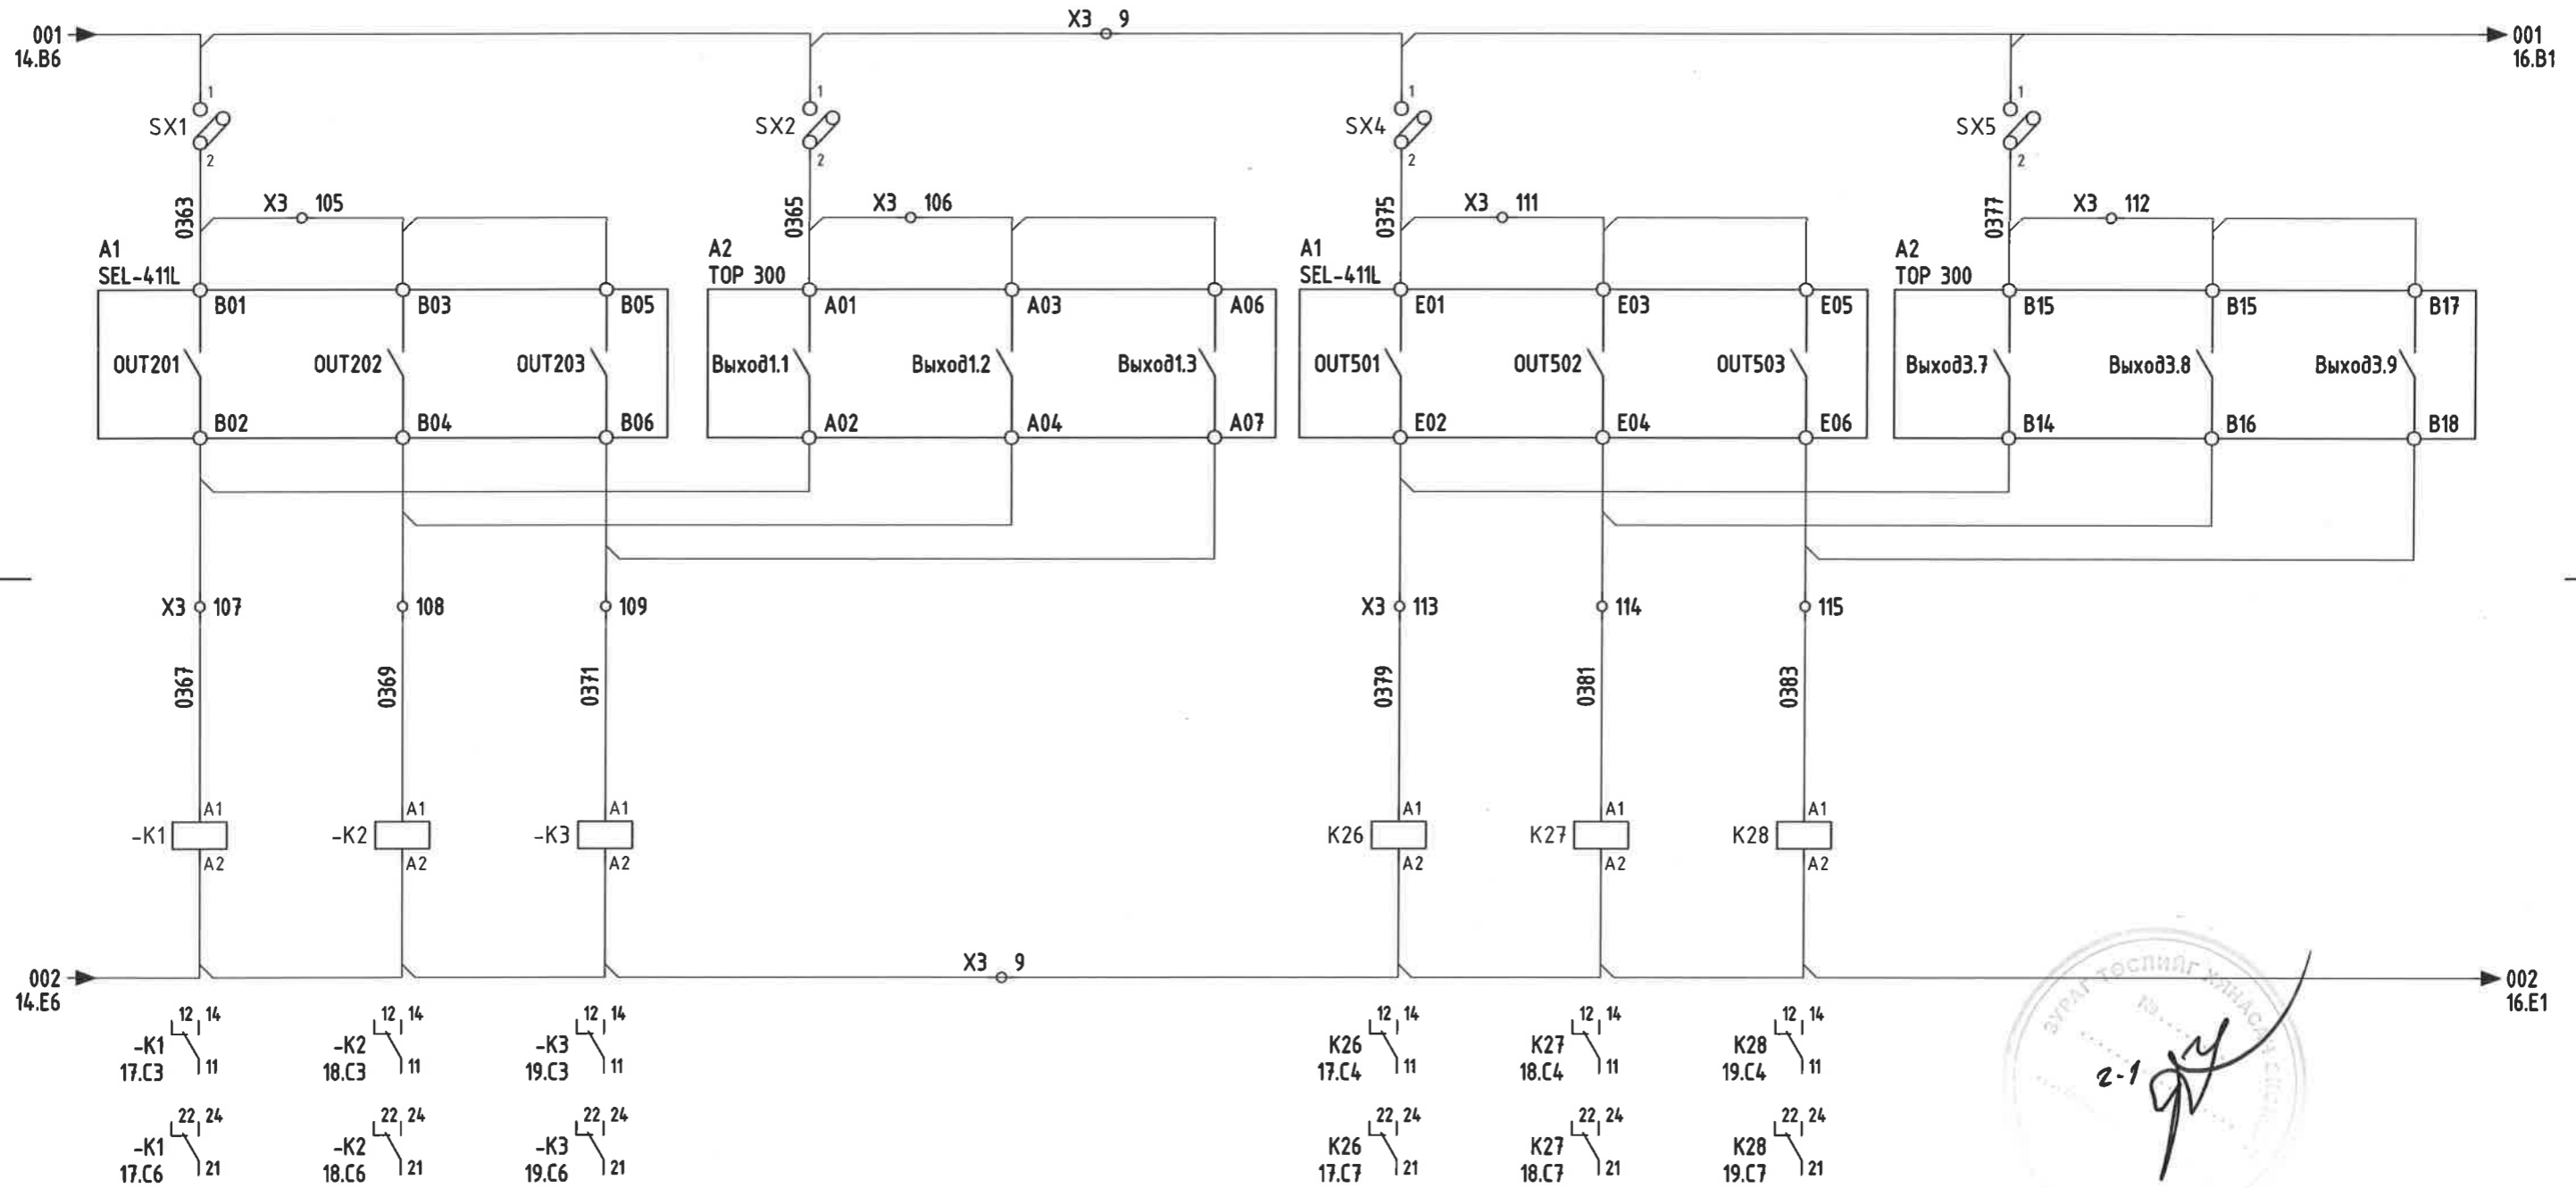 X3 9
001
14.B6
001
16.B1
1
SX1
2
1
SX2
2
1
SX4
2
1
SX5
2
0363
X3 105
0365
X3 106
0375
X3 111
0377
X3 112
A1
SEL-411L
A2
TOP 300
A1
SEL-411L
A2
TOP 300
B01 B03 B05
A01 A03 A06
E01 E03 E05
B15 B15 B17
OUT201 OUT202 OUT203
Выход1.1 Выход1.2 Выход1.3
OUT501 OUT502 OUT503
Выход3.7 Выход3.8 Выход3.9
B02 B04 B06
A02 A04 A07
E02 E04 E06
B14 B16 B18
X3 107 108 109
X3 113 114 115
0367 0369 0371
0379 0381 0383
A1 A1 A1 A1 A1 A1
-K1 -K2 -K3 K26 K27 K28
A2 A2 A2 A2 A2 A2
X3 9
002
14.E6
002
16.E1
12 14
-K1
17.C3 11
12 14
-K2
18.C3 11
12 14
-K3
19.C3 11
12 14
K26
17.C4 11
12 14
K27
18.C4 11
12 14
K28
19.C4 11
22 24
-K1
17.C6 21
22 24
-K2
18.C6 21
22 24
-K3
19.C6 21
22 24
K26
17.C7 21
22 24
K27
18.C7 21
22 24
K28
19.C7 21
ЗУРАГ ТӨСЛИЙГ ХЯНАСАН
№
2-1